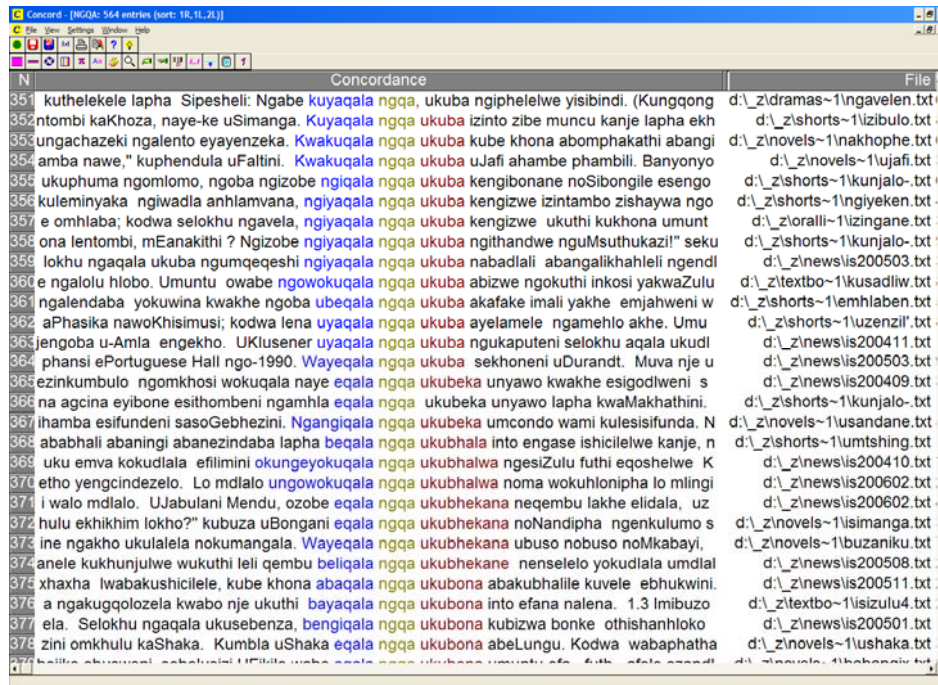 Concord - [NGQA: 564 entries (sort: 1R,1L,2L)]
File View Settings Window Help
N Concordance File
351 kuthelekele lapha Sipesheli: Ngabe kuyaqala ngqa, ukuba ngiphelelwe yisibindi. (Kungqong d:\_z\dramas~1\ngavelen.txt
352 ntombi kaKhoza, naye-ke uSimanga. Kuyaqala ngqa ukuba izinto zibe muncu kanje lapha ekh d:\_z\shorts~1\izibulo.txt
353 ungachazeki ngalento eyayenzeka. Kwakuqala ngqa ukuba kube khona abomphakathi abangi d:\_z\novels~1\nakhophe.txt
354 amba nawe," kuphendula uFaltini. Kwakuqala ngqa ukuba uJafi ahambe phambili. Banyonyo d:\_z\novels~1\ujafi.txt
355 ukuphuma ngomlomo, ngoba ngizobe ngiqala ngqa ukuba kengibonane noSibongile esengo d:\_z\shorts~1\kunjalo-.txt
356 kuleminyaka ngiwadla anhlamvana, ngiyaqala ngqa ukuba kengizwe izintambo zishaywa ngo d:\_z\shorts~1\ngiyeken.txt
357 e omhlaba; kodwa selokhu ngavela, ngiyaqala ngqa ukuba kengizwe ukuthi kukhona umunt d:\_z\oralli~1\izingane.txt
358 ona lentombi, mEanakithi ? Ngizobe ngiyaqala ngqa ukuba ngithandwe nguMsuthukazi!" seku d:\_z\shorts~1\kunjalo-.txt
359 lokhu ngaqala ukuba ngumqeqeshi ngiyaqala ngqa ukuba nabadlali abangalikhahleli ngendl d:\_z\news\is200503.txt
360 e ngalolu hlobo. Umuntu owabe ngowokuqala ngqa ukuba abizwe ngokuthi inkosi yakwaZulu d:\_z\textbo~1\kusadliw.txt
361 ngalendaba yokuwina kwakhe ngoba ubeqala ngqa ukuba akafake imali yakhe emjahweni w d:\_z\shorts~1\emhlaben.txt
362 aPhasika nawoKhisimusi; kodwa lena uyaqala ngqa ukuba ayelamele ngamehlo akhe. Umu d:\_z\shorts~1\uzenzil'.txt
363 jengoba u-Amla engekho. UKlusener uyaqala ngqa ukuba ngukaputeni selokhu aqala ukudl d:\_z\news\is200411.txt
364 phansi ePortuguese Hall ngo-1990. Wayeqala ngqa ukuba sekhoneni uDurandt. Muva nje u d:\_z\news\is200503.txt
365 ezinkumbulo ngomkhosi wokuqala naye eqala ngqa ukubeka unyawo kwakhe esigodlweni s d:\_z\news\is200409.txt
366 na agcina eyibone esithombeni ngamhla eqala ngqa ukubeka unyawo lapha kwaMakhathini. d:\_z\shorts~1\kunjalo-.txt
367 ihamba esifundeni sasoGebhezini. Ngangiqala ngqa ukubeka umcondo wami kulesisifunda. N d:\_z\novels~1\usandane.txt
368 ababhali abaningi abanezindaba lapha beqala ngqa ukubhala into engase ishicilelwe kanje, n d:\_z\shorts~1\umtshing.txt
369 uku emva kokudlala efilimini okungeyokuqala ngqa ukubhalwa ngesiZulu futhi eqoshelwe K d:\_z\news\is200410.txt
370 etho yengcindezelo. Lo mdlalo ungowokuqala ngqa ukubhalwa noma wokuhlonipha lo mlingi d:\_z\news\is200602.txt
371 i walo mdlalo. UJabulani Mendu, ozobe eqala ngqa ukubhekana neqembu lakhe elidala, uz d:\_z\news\is200602.txt
372 hulu ekhikhim lokho?" kubuza uBongani eqala ngqa ukubhekana noNandipha ngenkulumo s d:\_z\novels~1\isimanga.txt
373 ine ngakho ukulalela nokumangala. Wayeqala ngqa ukubhekana ubuso nobuso noMkabayi, d:\_z\novels~1\buzaniku.txt
374 anele kukhunjulwe wukuthi leli qembu beliqala ngqa ukubhekane nenselelo yokudlala umdlal d:\_z\news\is200508.txt
375 xhaxha lwabakushicilele, kube khona abaqala ngqa ukubona abakubhalile kuvele ebhukwini. d:\_z\news\is200511.txt
376 a ngakugqolozela kwabo nje ukuthi bayaqala ngqa ukubona into efana nalena. 1.3 Imibuzo d:\_z\textbo~1\isizulu4.txt
377 ela. Selokhu ngaqala ukusebenza, bengiqala ngqa ukubona kubizwa bonke othishanhloko d:\_z\news\is200501.txt
378 zini omkhulu kaShaka. Kumbla uShaka eqala ngqa ukubona abeLungu. Kodwa wabaphatha d:\_z\novels~1\ushaka.txt